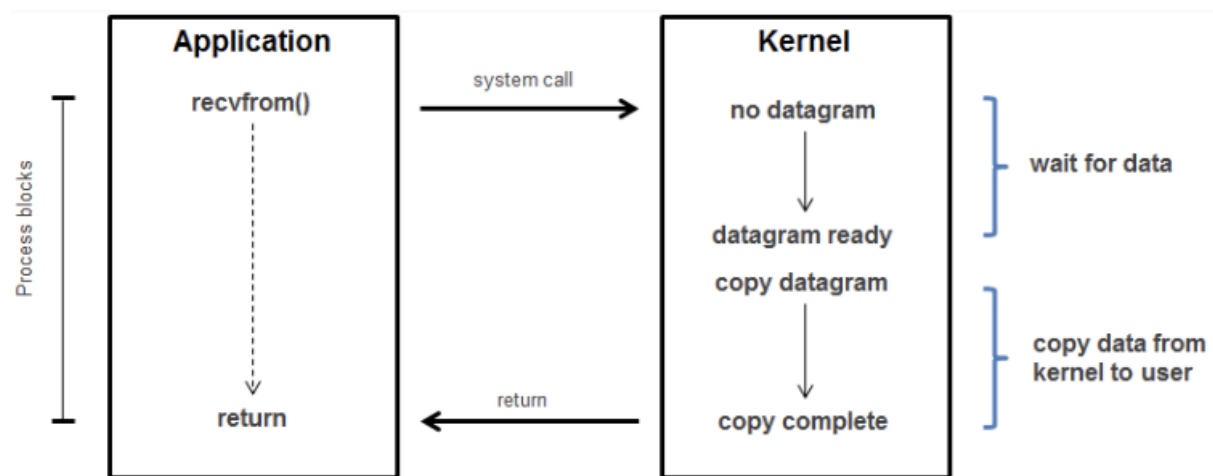 Application
Kernel
Process blocks
recvfrom()
system call
no datagram
wait for data
datagram ready
copy datagram
copy data from
kernel to user
return
return
copy complete